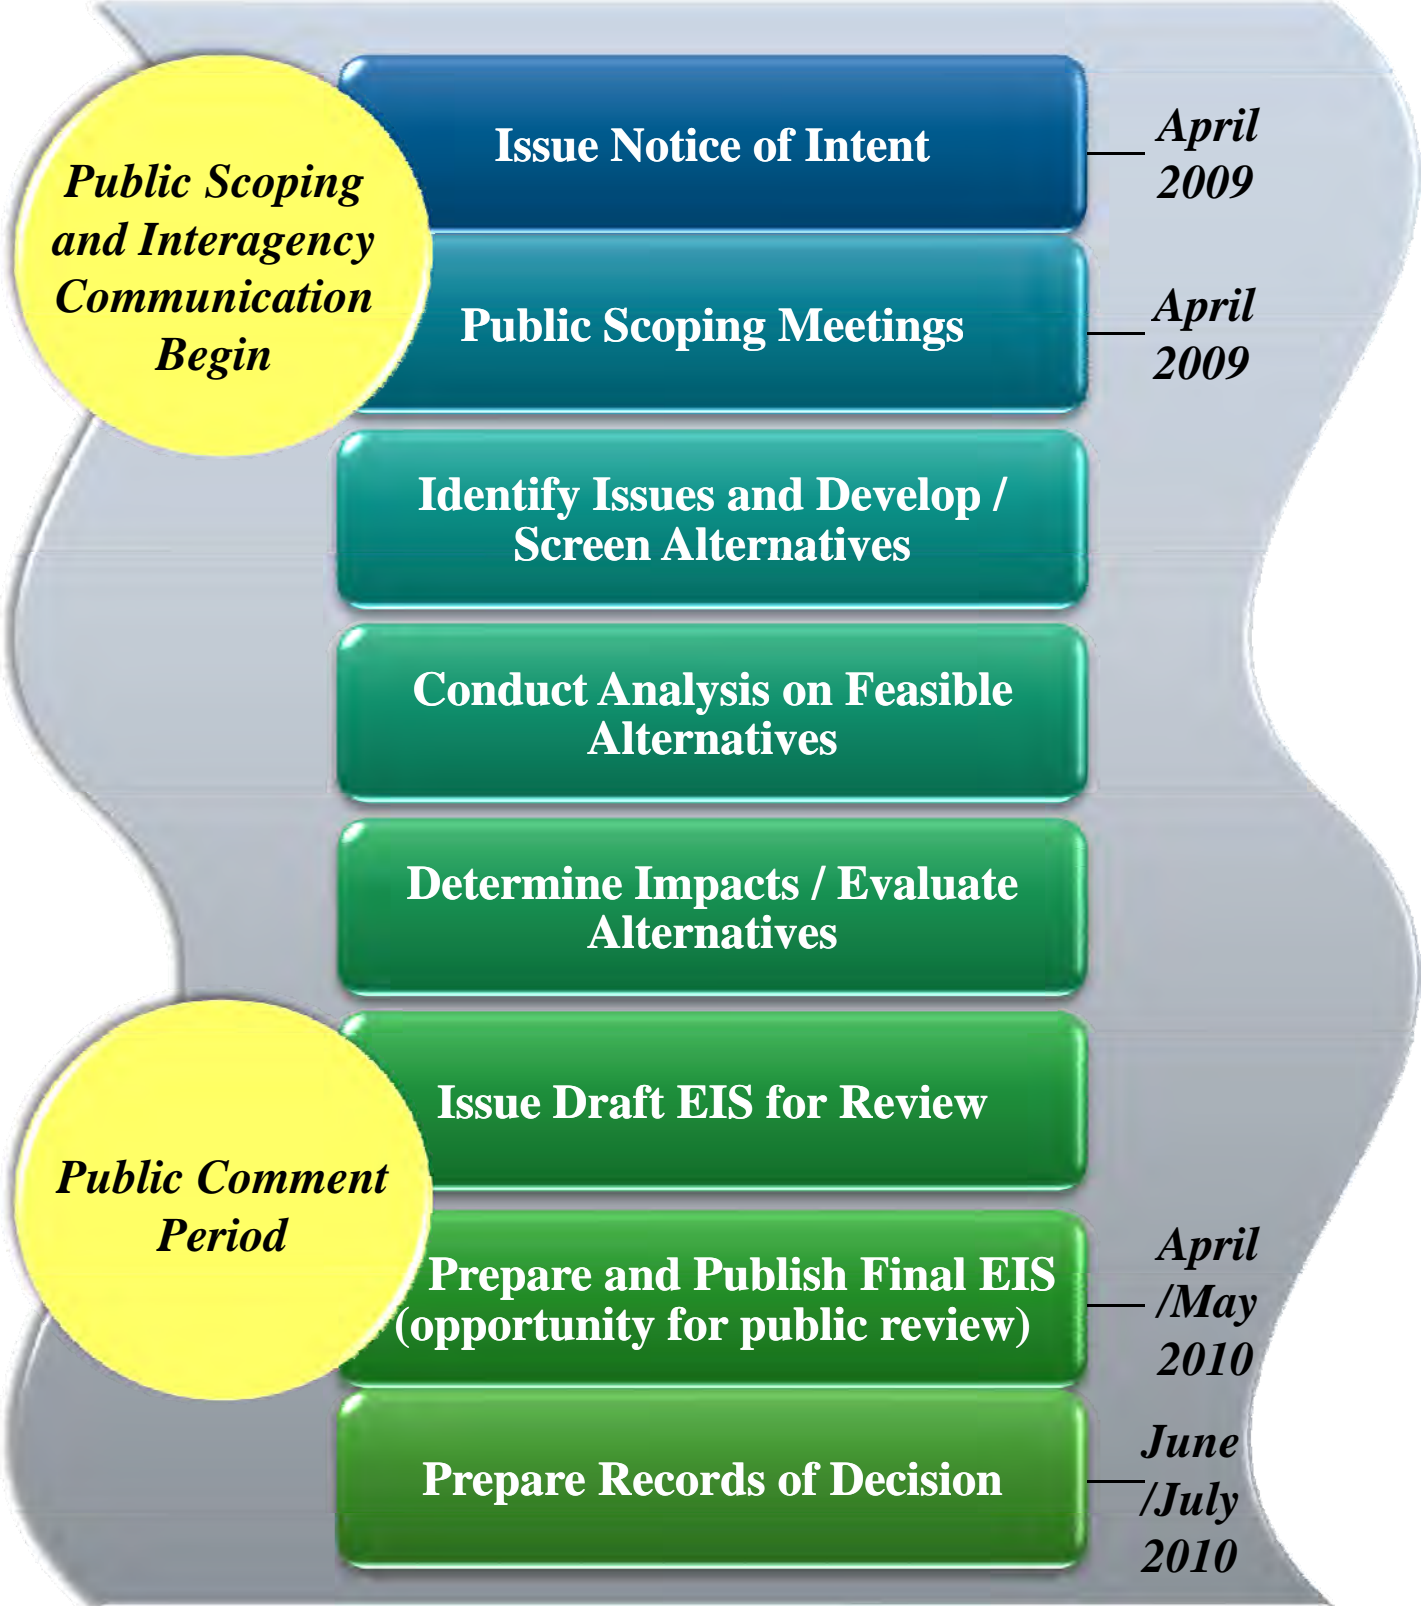 Public Scoping
and Interagency
Communication
Begin
Issue Notice of Intent
April
2009
Public Scoping Meetings
April
2009
Identify Issues and Develop /
Screen Alternatives
Conduct Analysis on Feasible
Alternatives
Determine Impacts / Evaluate
Alternatives
Issue Draft EIS for Review
Public Comment
Period
Prepare and Publish Final EIS
(opportunity for public review)
April
/May
2010
Prepare Records of Decision
June
/July
2010